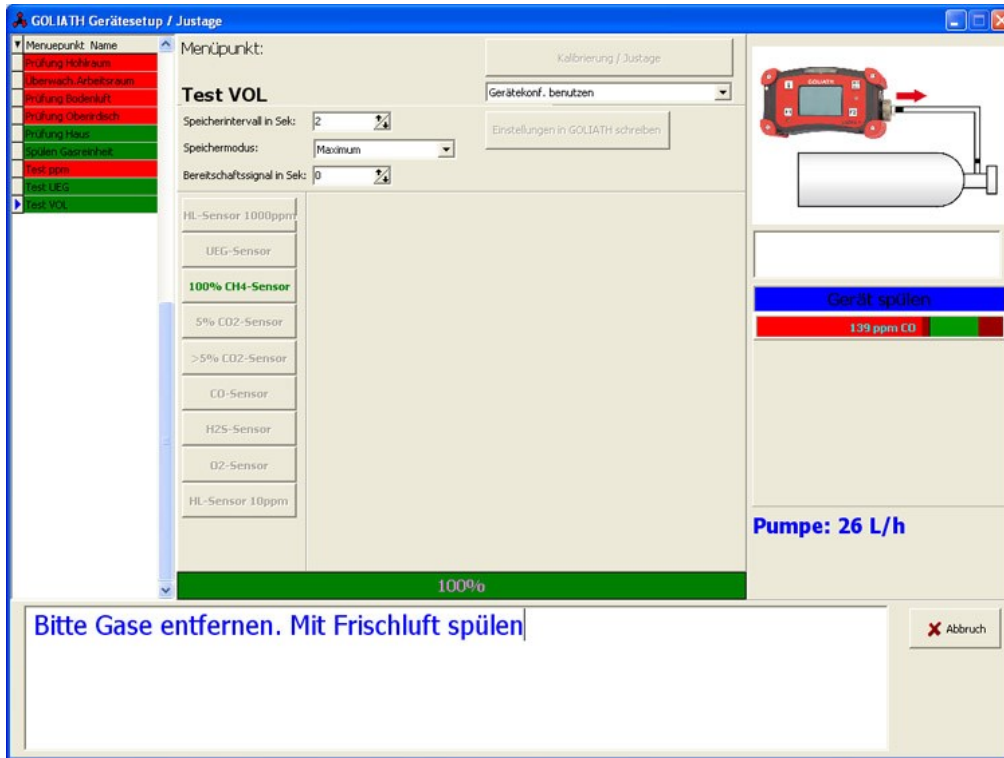 GOLIATH Gerätesetup / Justage
Menuepunkt Name
Prüfung Hohlraum
Überwach.Arbeitsraum
Prüfung Bodenluft
Prüfung Oberirdisch
Prüfung Haus
Spülen Gasreinheit
Test ppm
Test UEG
Test VOL
Menüpunkt:
Test VOL
Kalibrierung / Justage
Gerätekonf. benutzen
Einstellungen in GOLIATH schreiben
Speicherintervall in Sek: 2
Speichermodus: Maximum
Bereitschaftssignal in Sek: 0
HL-Sensor 1000ppm
UEG-Sensor
100% CH4-Sensor
5% CO2-Sensor
>5% CO2-Sensor
CO-Sensor
H2S-Sensor
O2-Sensor
HL-Sensor 10ppm
100%
GOLIATH
Gerät spülen
139 ppm CO
Pumpe: 26 L/h
Bitte Gase entfernen. Mit Frischluft spülen
Abbruch